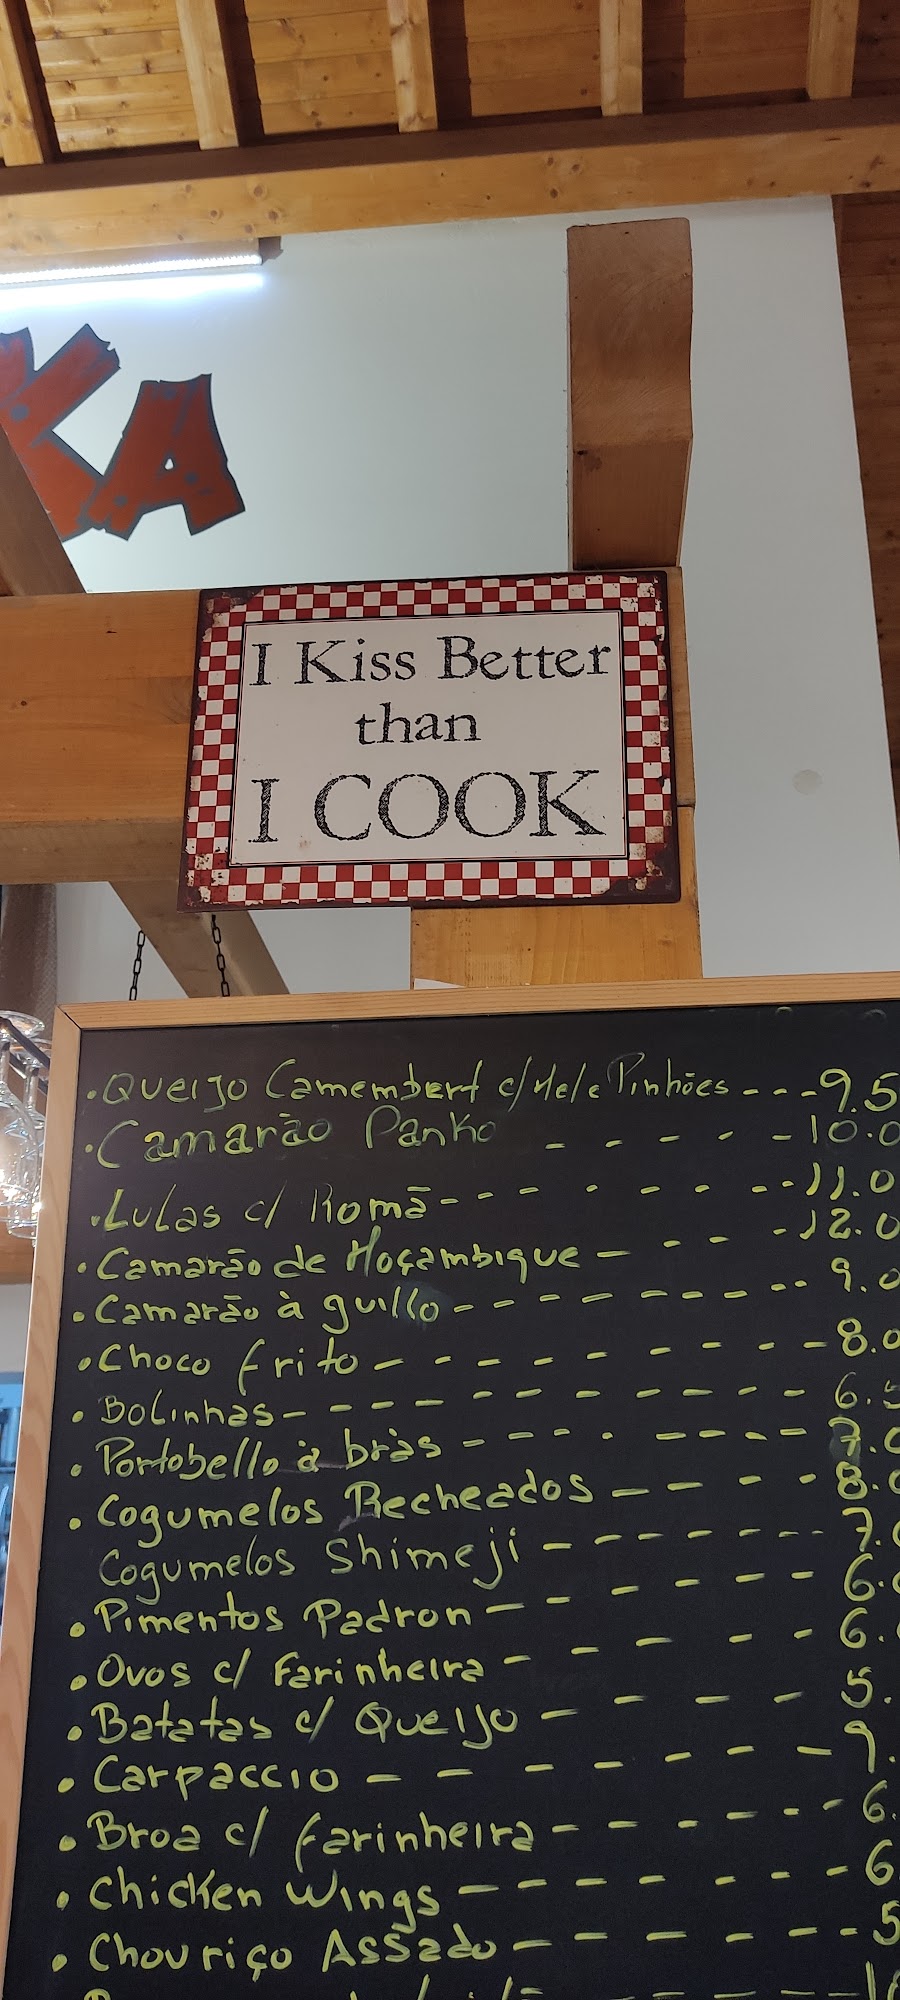 KA
I Kiss Better
than
I COOK
• Queijo Camembert c/ Mel e Pinhões - - - 9.5
• Camarão Panko - - - - - 10.0
• Lulas c/ Romã - - - - - - - - - 11.0
• Camarão de Moçambique - - - - - 12.0
• Camarão à guillo - - - - - - - - - 9.0
• Choco frito - - - - - - - - - 8.0
• Bolinhas - - - - - - - - - - - 6.5
• Portobello à bràs - - - - - - - - - 7.0
• Cogumelos Recheados - - - - - 8.0
Cogumelos Shimeji - - - - - - - - 7.
• Pimentos Padron - - - - - - - 6.
• Ovos c/ Farinheira - - - - - 6.
• Batatas c/ Queijo - - - - 5.
• Carpaccio - - - - - - - - 9.
• Broa c/ farinheira - - - - - - - - 6.
• Chicken Wings - - - - - - - - - 6
• Chouriço Assado - - - - - - - - - 5